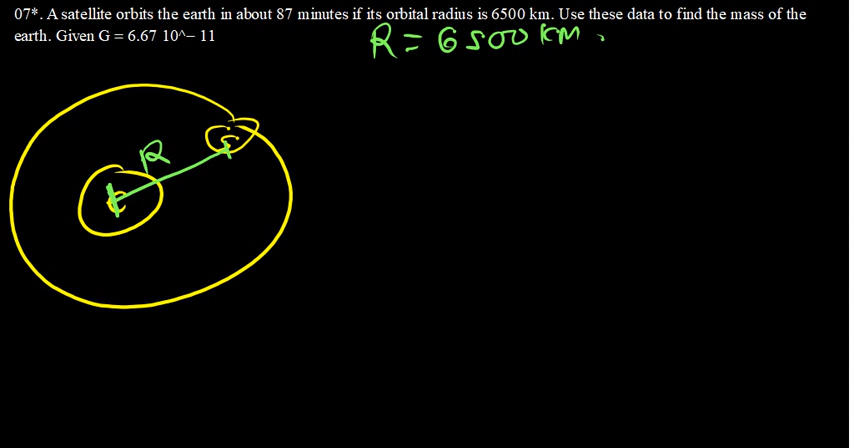 07*. A satellite orbits the earth in about 87 minutes if its orbital radius is 6500 km. Use these data to find the mass of the
earth. Given G = 6.67 10^– 11
R = 6500 KM .
R
S
e